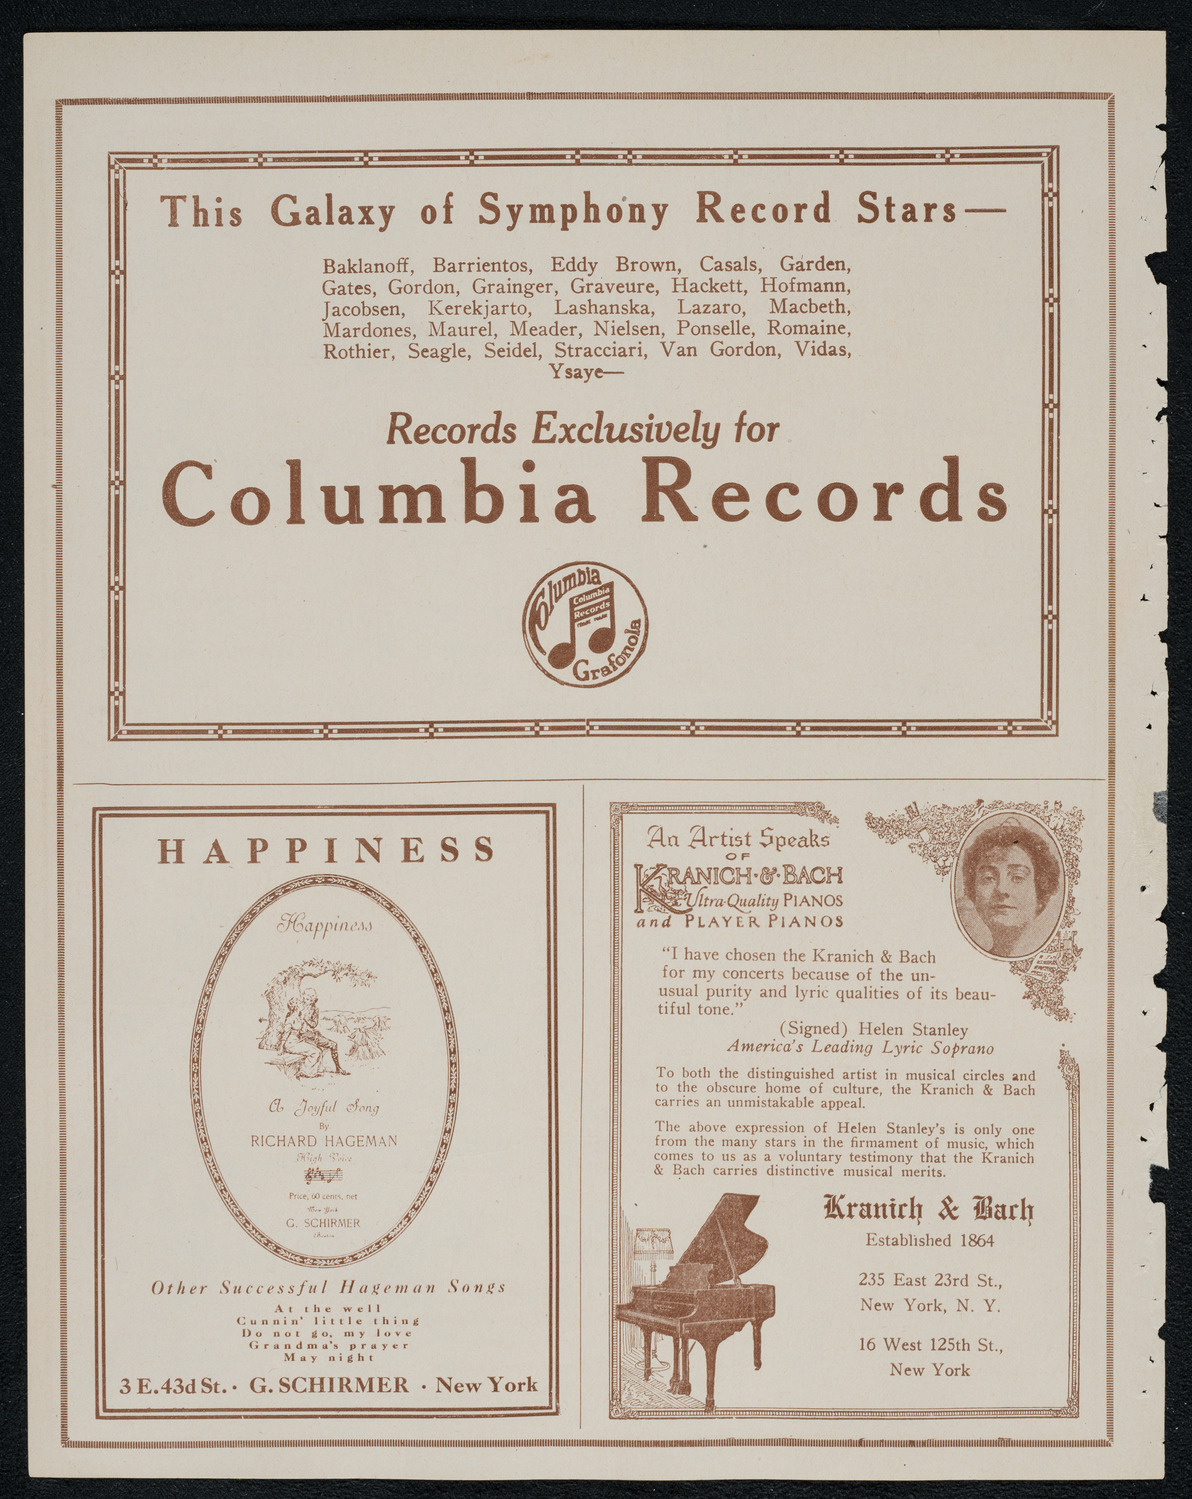 This Galaxy of Symphony Record Stars—
Baklanoff, Barrientos, Eddy Brown, Casals, Garden,
Gates, Gordon, Grainger, Graveure, Hackett, Hofmann,
Jacobsen, Kerekjarto, Lashanska, Lazaro, Macbeth,
Mardones, Maurel, Meader, Nielsen, Ponselle, Romaine,
Rothier, Seagle, Seidel, Stracciari, Van Gordon, Vidas,
Ysaye—
Records Exclusively for
Columbia Records
Columbia
Columbia
Records
TRADE MARK
Grafonola
HAPPINESS
Happiness
A Joyful Song
By
RICHARD HAGEMAN
High Voice
Price, 60 cents, net
New York
G. SCHIRMER
Boston
Other Successful Hageman Songs
At the well
Cunnin' little thing
Do not go, my love
Grandma's prayer
May night
3 E. 43d St. · G. SCHIRMER · New York
An Artist Speaks
OF
KRANICH·&·BACH
Ultra-Quality PIANOS
and PLAYER PIANOS
"I have chosen the Kranich & Bach
for my concerts because of the un-
usual purity and lyric qualities of its beau-
tiful tone."
(Signed) Helen Stanley
America's Leading Lyric Soprano
To both the distinguished artist in musical circles and
to the obscure home of culture, the Kranich & Bach
carries an unmistakable appeal.
The above expression of Helen Stanley's is only one
from the many stars in the firmament of music, which
comes to us as a voluntary testimony that the Kranich
& Bach carries distinctive musical merits.
Kranich & Bach
Established 1864
235 East 23rd St.,
New York, N. Y.
16 West 125th St.,
New York